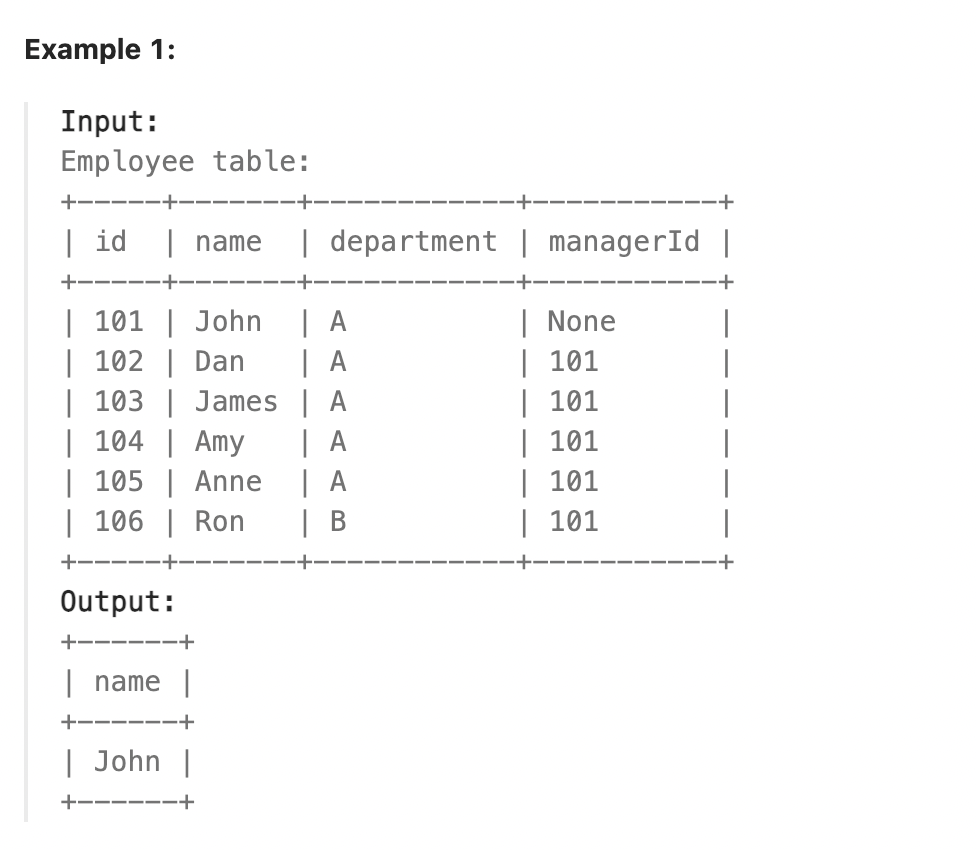 Example 1:
Input:
Employee table:
+-----+-------+------------+-----------+
| id  | name  | department | managerId |
+-----+-------+------------+-----------+
| 101 | John  | A          | None      |
| 102 | Dan   | A          | 101       |
| 103 | James | A          | 101       |
| 104 | Amy   | A          | 101       |
| 105 | Anne  | A          | 101       |
| 106 | Ron   | B          | 101       |
+-----+-------+------------+-----------+
Output:
+------+
| name |
+------+
| John |
+------+